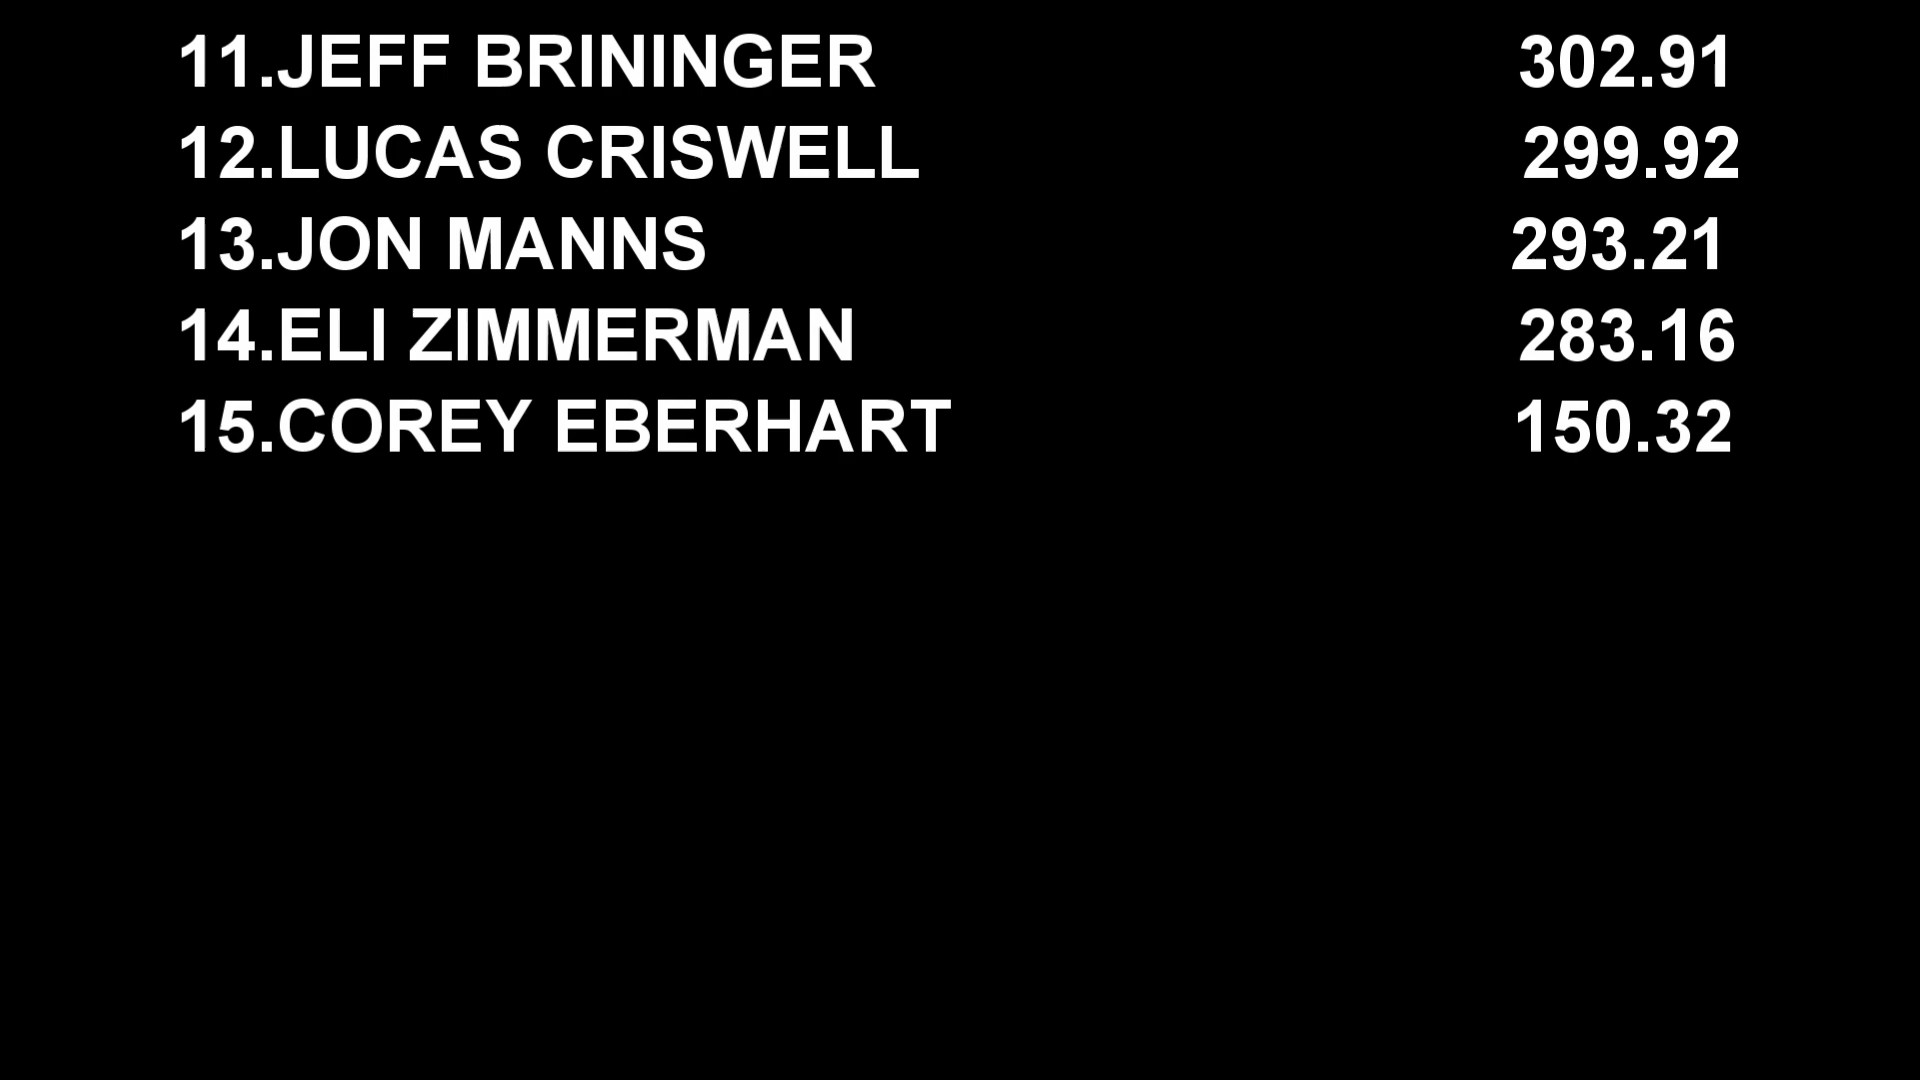 11.JEFF BRININGER 302.91
12.LUCAS CRISWELL 299.92
13.JON MANNS 293.21
14.ELI ZIMMERMAN 283.16
15.COREY EBERHART 150.32